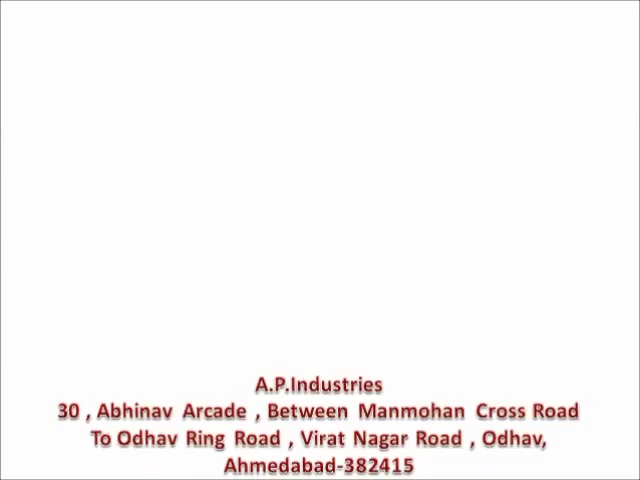 A.P.Industries
30 , Abhinav Arcade , Between Manmohan Cross Road
To Odhav Ring Road , Virat Nagar Road , Odhav,
Ahmedabad-382415